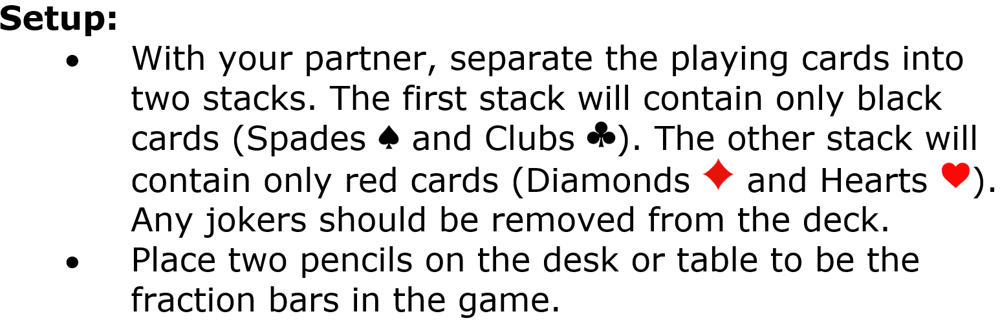 Setup:
• With your partner, separate the playing cards into
two stacks. The first stack will contain only black
cards (Spades ♠ and Clubs ♣). The other stack will
contain only red cards (Diamonds ♦ and Hearts ♥).
Any jokers should be removed from the deck.
• Place two pencils on the desk or table to be the
fraction bars in the game.